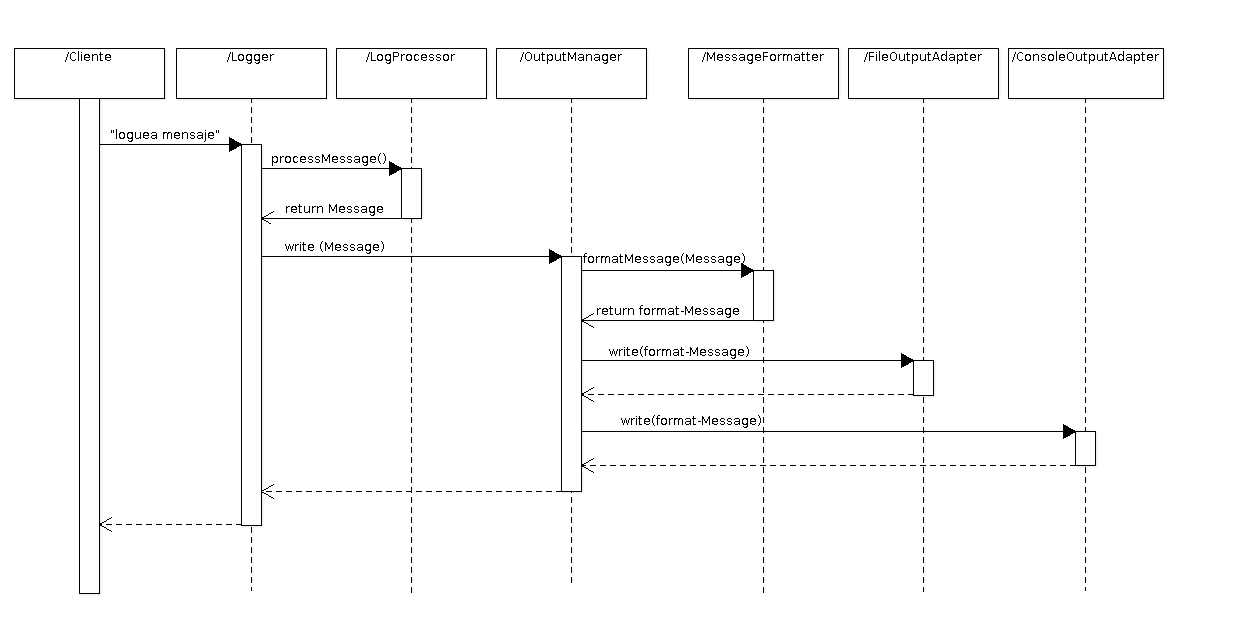 /Cliente
/Logger
/LogProcessor
/OutputManager
/MessageFormatter
/FileOutputAdapter
/ConsoleOutputAdapter
"loguea mensaje"
processMessage()
return Message
write (Message)
formatMessage(Message)
return format-Message
write(format-Message)
write(format-Message)